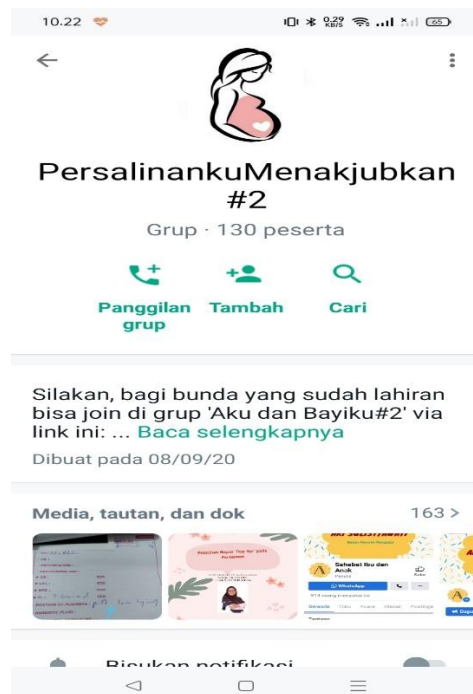 10.22
0.29
KB/S
65
PersalinankuMenakjubkan
#2
Grup · 130 peserta
Panggilan grup
Tambah
Cari
Silakan, bagi bunda yang sudah lahiran
bisa join di grup 'Aku dan Bayiku#2' via
link ini: ... Baca selengkapnya
Dibuat pada 08/09/20
Media, tautan, dan dok
163 >
Sahabat Ibu dan
Anak
WhatsApp
Bisukan notifikasi